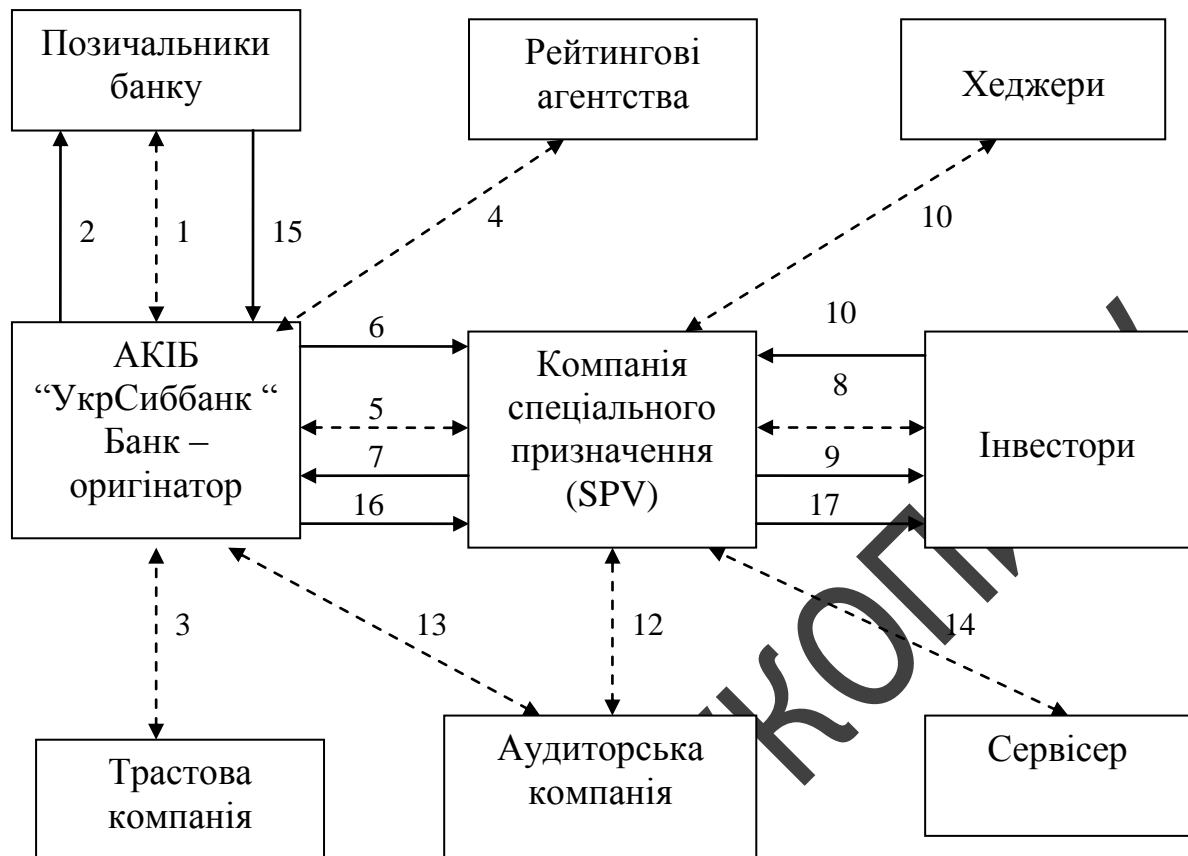 Позичальники
банку
Рейтингові
агентства
Хеджери
2
1
15
4
10
АКІБ
“УкрСиббанк “
Банк –
оригінатор
6
5
7
16
Компанія
спеціального
призначення
(SPV)
10
8
9
17
Інвестори
3
13
12
14
Трастова
компанія
Аудиторська
компанія
Сервісер